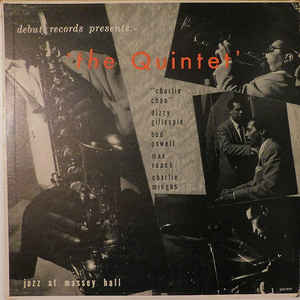 debut records presents -
'the Quintet'
"charlie
chan"
dizzy
gillespie
bud
powell
max
roach
charlie
mingus
jazz at massey hall